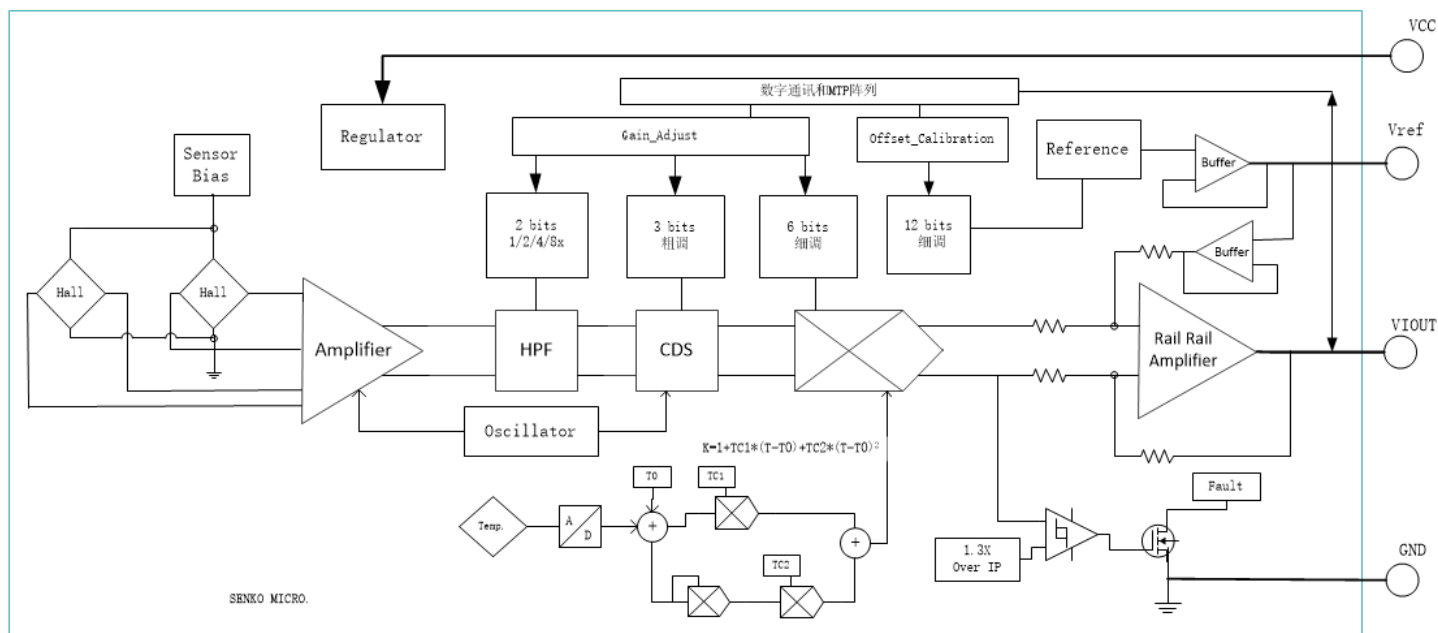 VCC
数字通讯和MTP阵列
Regulator
Gain_Adjust
Offset_Calibration
Reference
Buffer
Vref
Sensor
Bias
2 bits
1/2/4/8x
3 bits
粗调
6 bits
细调
12 bits
细调
Buffer
Hall
Hall
Amplifier
HPF
CDS
Rail Rail
Amplifier
VIOUT
Oscillator
K=1+TC1*(T-T0)+TC2*(T-T0)²
T0
TC1
Fault
Temp.
A
D
+
+
1.3X
Over IP
TC2
GND
SENKO MICRO.